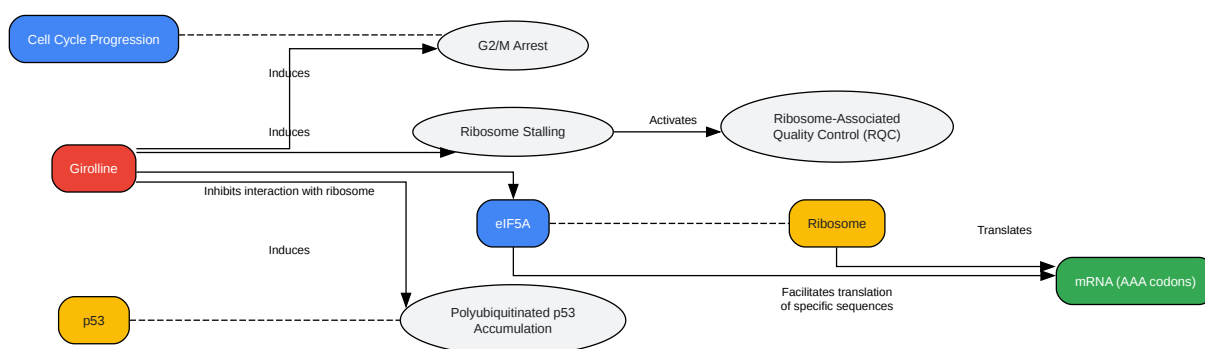 Cell Cycle Progression
G2/M Arrest
Induces
Induces
Ribosome Stalling
Activates
Ribosome-Associated
Quality Control (RQC)
Girolline
Inhibits interaction with ribosome
eIF5A
Ribosome
Translates
Induces
mRNA (AAA codons)
Facilitates translation
of specific sequences
p53
Polyubiquitinated p53
Accumulation